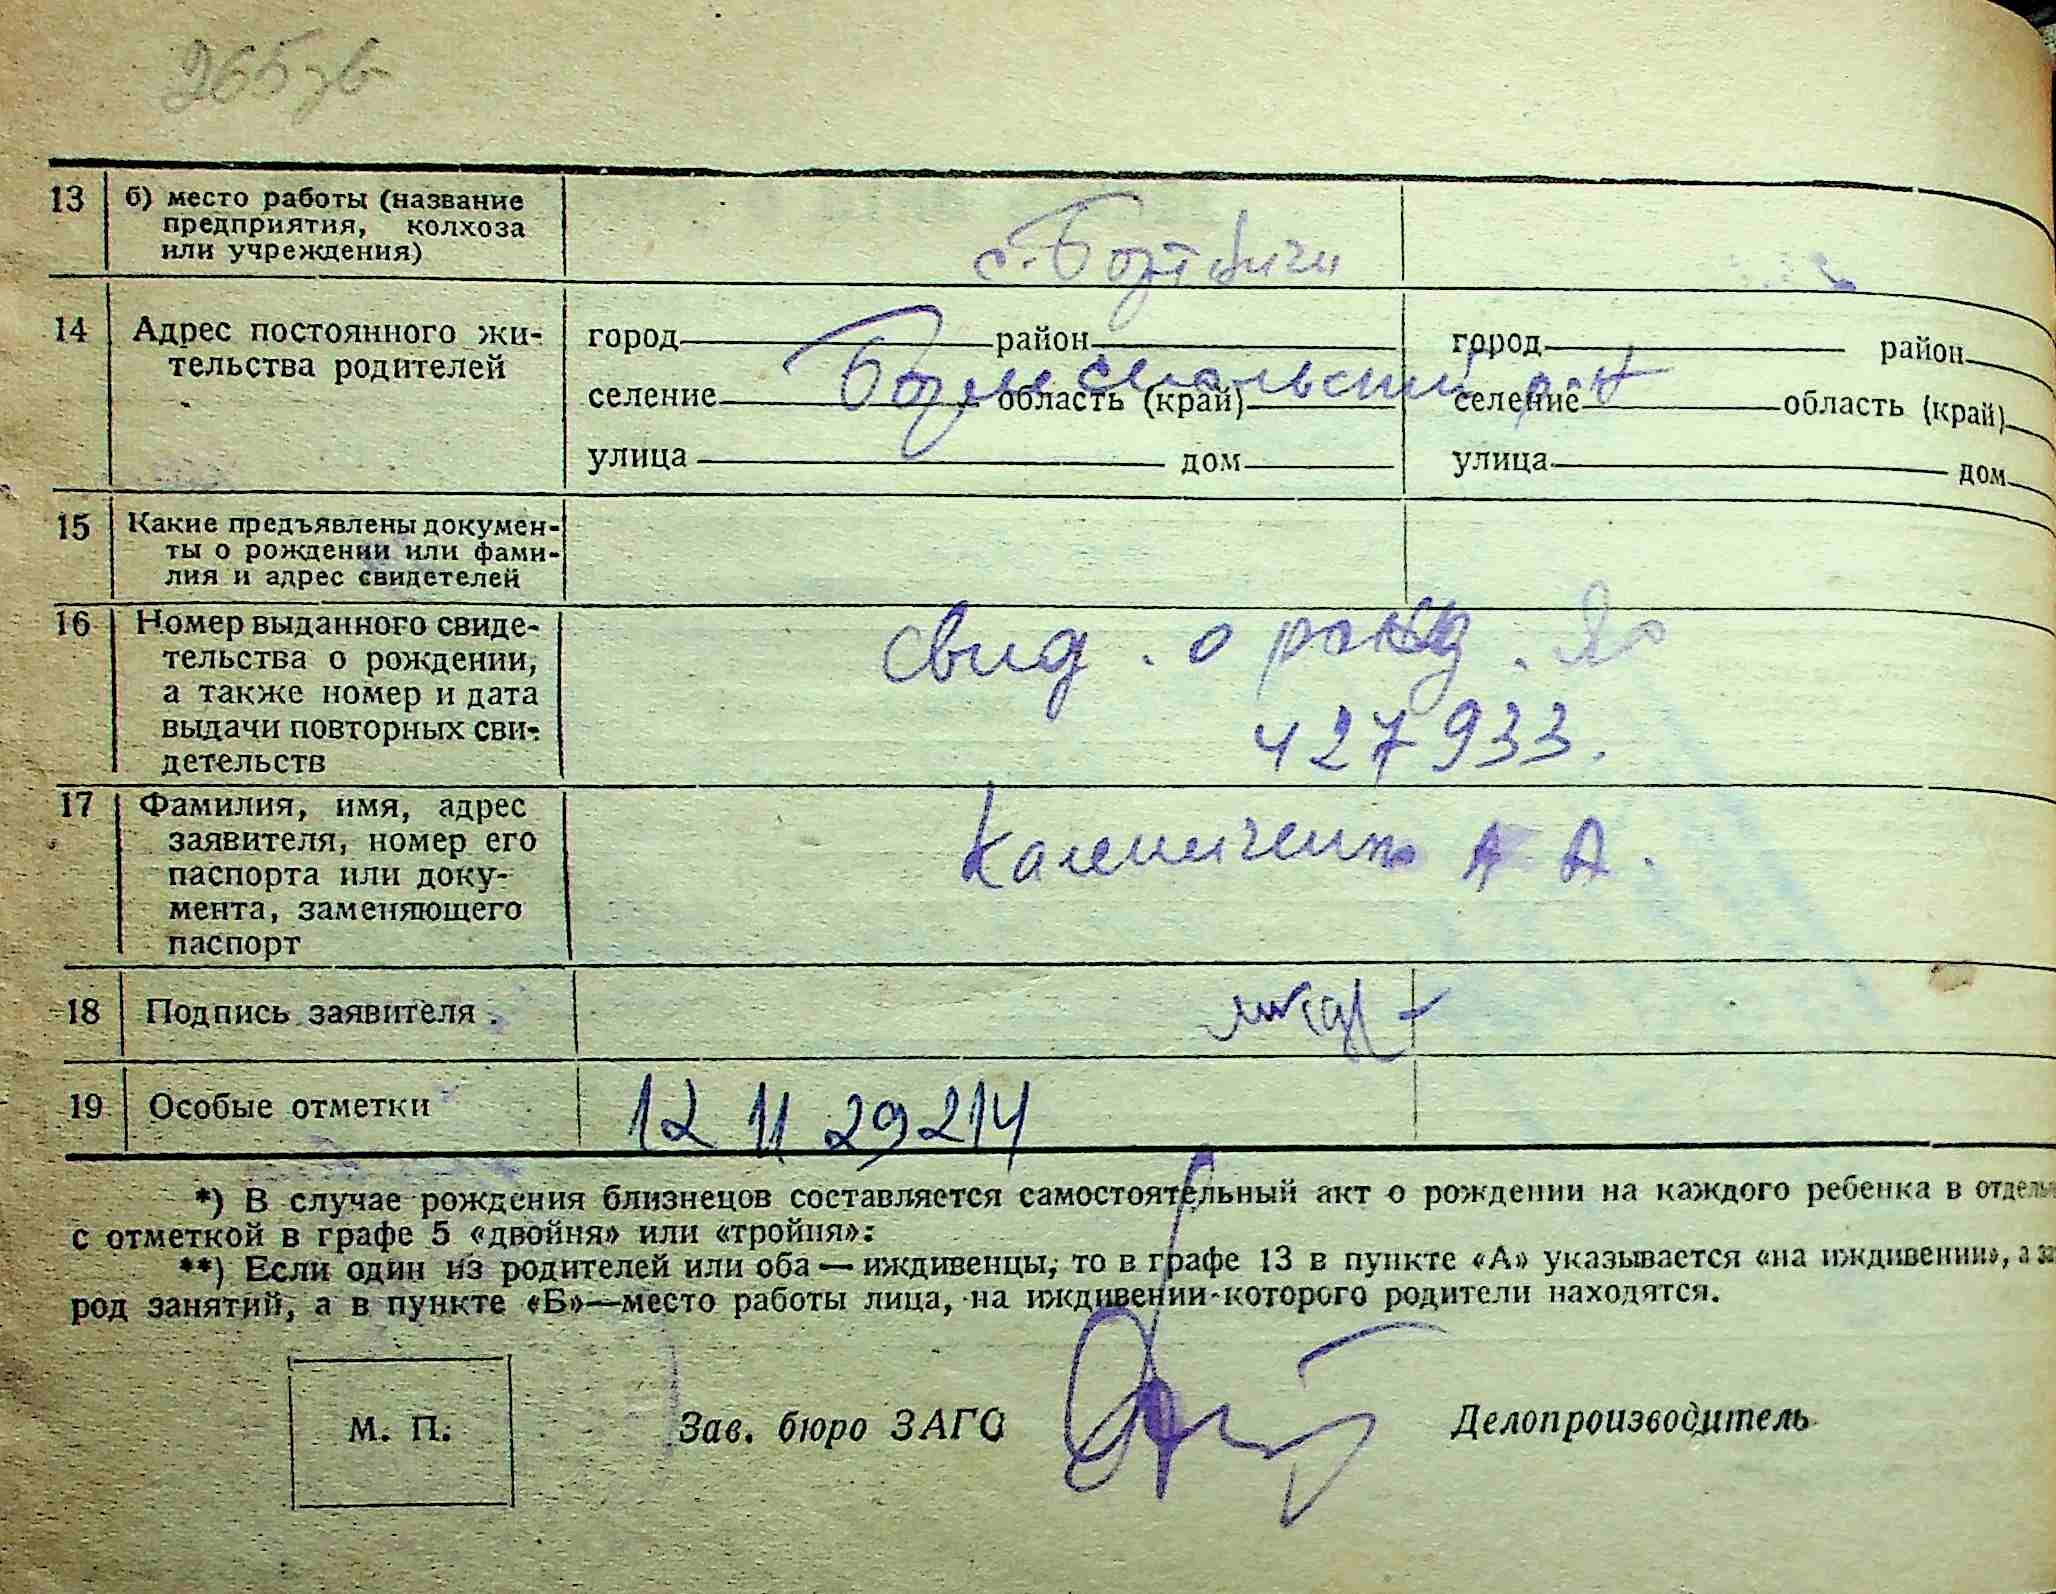 265
13 б) место работы (название
предприятия, колхоза
или учреждения)
с.
14 Адрес постоянного жи-
тельства родителей
город район город район
селение область (край) селение область (край)
улица дом улица дом
15 Какие предъявлены докумен-
ты о рождении или фами-
лия и адрес свидетелей
16 Номер выданного свиде-
тельства о рождении,
а также номер и дата
выдачи повторных сви-
детельств
свид. о рожд.
427933.
17 Фамилия, имя, адрес
заявителя, номер его
паспорта или доку-
мента, заменяющего
паспорт
А А.
18 Подпись заявителя
19 Особые отметки 12 11 29214
*) В случае рождения близнецов составляется самостоятельный акт о рождении на каждого ребенка в отдель
с отметкой в графе 5 «двойня» или «тройня»:
**) Если один из родителей или оба — иждивенцы, то в графе 13 в пункте «А» указывается «на иждивении», а
род занятий, а в пункте «Б»—место работы лица, на иждивении которого родители находятся.
М. П. Зав. бюро ЗАГС Делопроизводитель